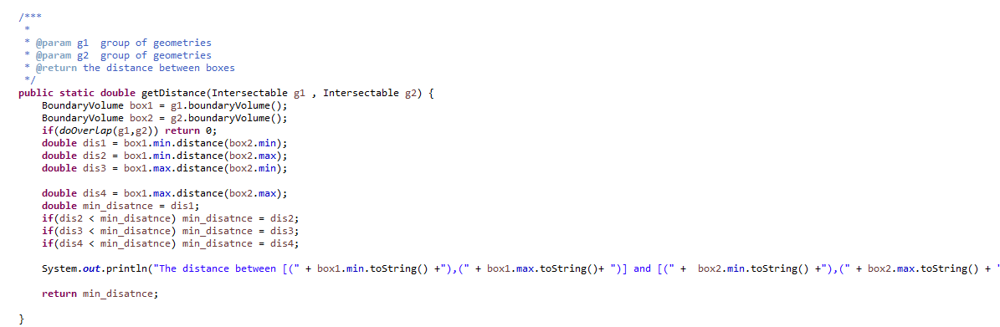 /***
 *
 * @param g1  group of geometries
 * @param g2  group of geometries
 * @return the distance between boxes
 */
public static double getDistance(Intersectable g1 , Intersectable g2) {
    BoundaryVolume box1 = g1.boundaryVolume();
    BoundaryVolume box2 = g2.boundaryVolume();
    if(doOverlap(g1,g2)) return 0;
    double dis1 = box1.min.distance(box2.min);
    double dis2 = box1.min.distance(box2.max);
    double dis3 = box1.max.distance(box2.min);
    double dis4 = box1.max.distance(box2.max);
    double min_disatnce = dis1;
    if(dis2 < min_disatnce) min_disatnce = dis2;
    if(dis3 < min_disatnce) min_disatnce = dis3;
    if(dis4 < min_disatnce) min_disatnce = dis4;
    System.out.println("The distance between [(" + box1.min.toString() +"),(" + box1.max.toString()+ ")] and [(" +  box2.min.toString() +"),(" + box2.max.toString() + "
    return min_disatnce;
}